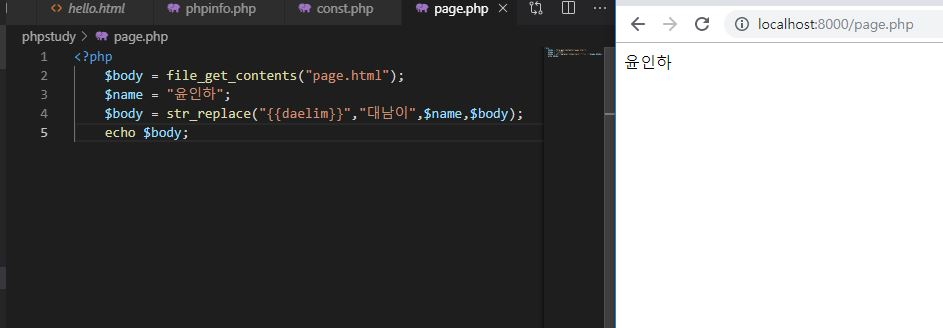 hello.html phpinfo.php const.php page.php
phpstudy > page.php
1 <?php
2 $body = file_get_contents("page.html");
3 $name = "윤인하";
4 $body = str_replace("{{daelim}}","대남이",$name,$body);
5 echo $body;
localhost:8000/page.php
윤인하